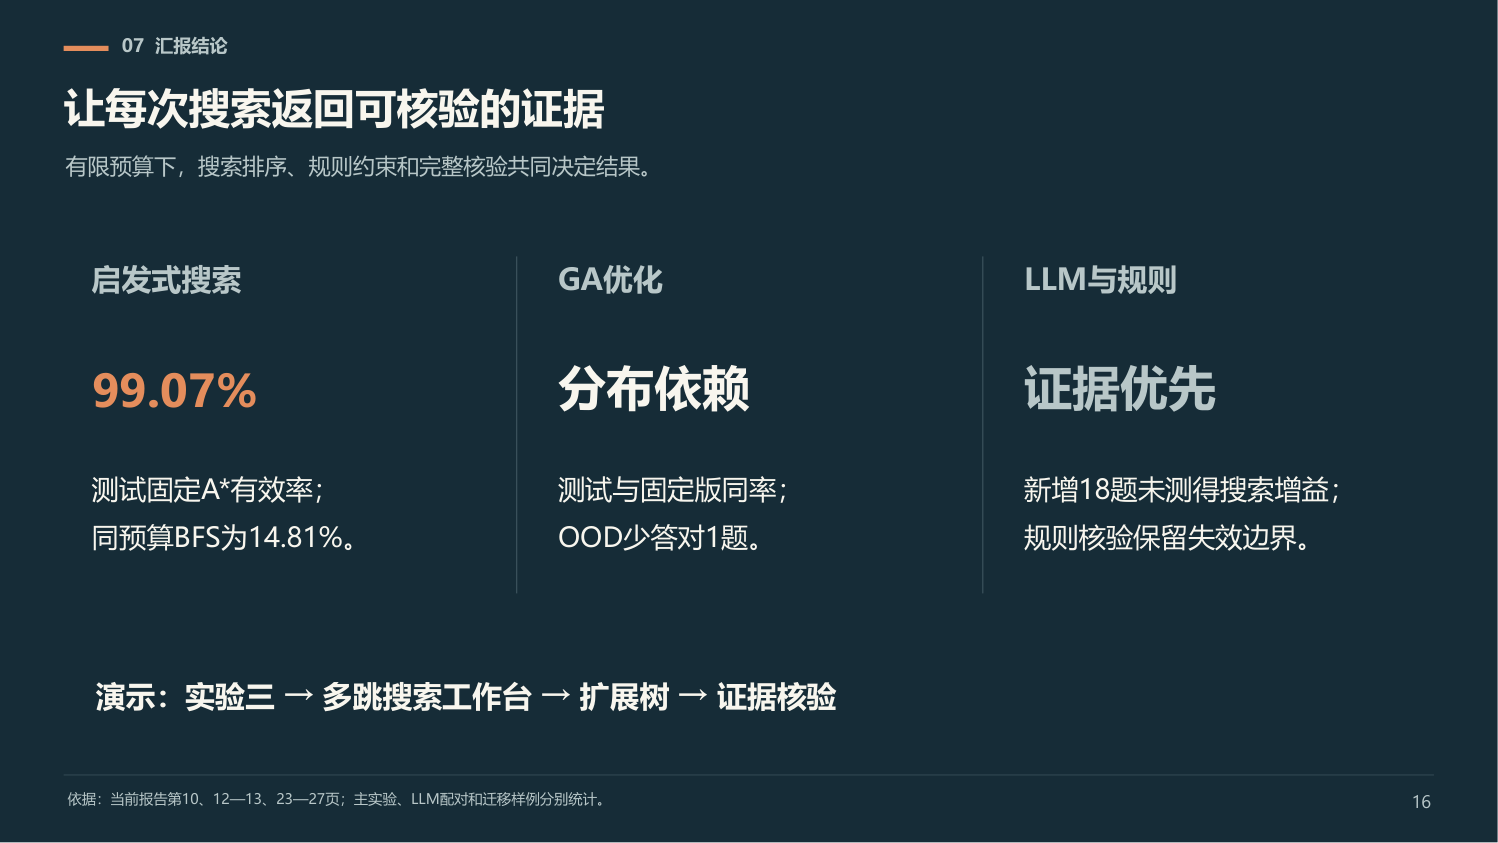 07 汇报结论
让每次搜索返回可核验的证据
有限预算下，搜索排序、规则约束和完整核验共同决定结果。
启发式搜索
99.07%
测试固定A*有效率；
同预算BFS为14.81%。
GA优化
分布依赖
测试与固定版同率；
OOD少答对1题。
LLM与规则
证据优先
新增18题未测得搜索增益；
规则核验保留失效边界。
演示：实验三 → 多跳搜索工作台 → 扩展树 → 证据核验
依据：当前报告第10、12—13、23—27页；主实验、LLM配对和迁移样例分别统计。
16